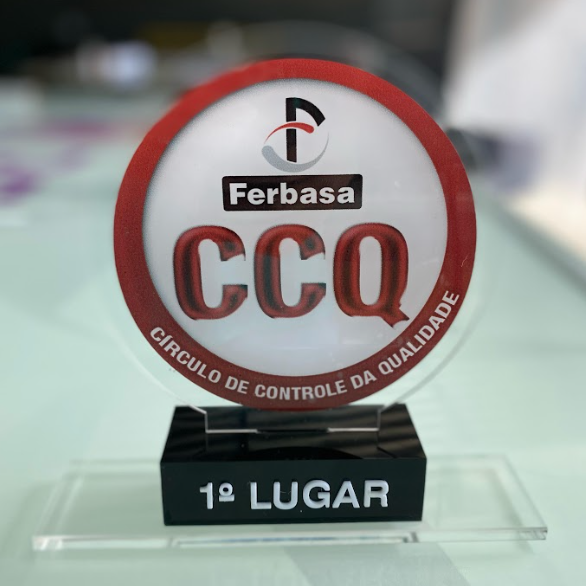 Ferbasa
CCQ
CÍRCULO DE CONTROLE DA QUALIDADE
1º LUGAR